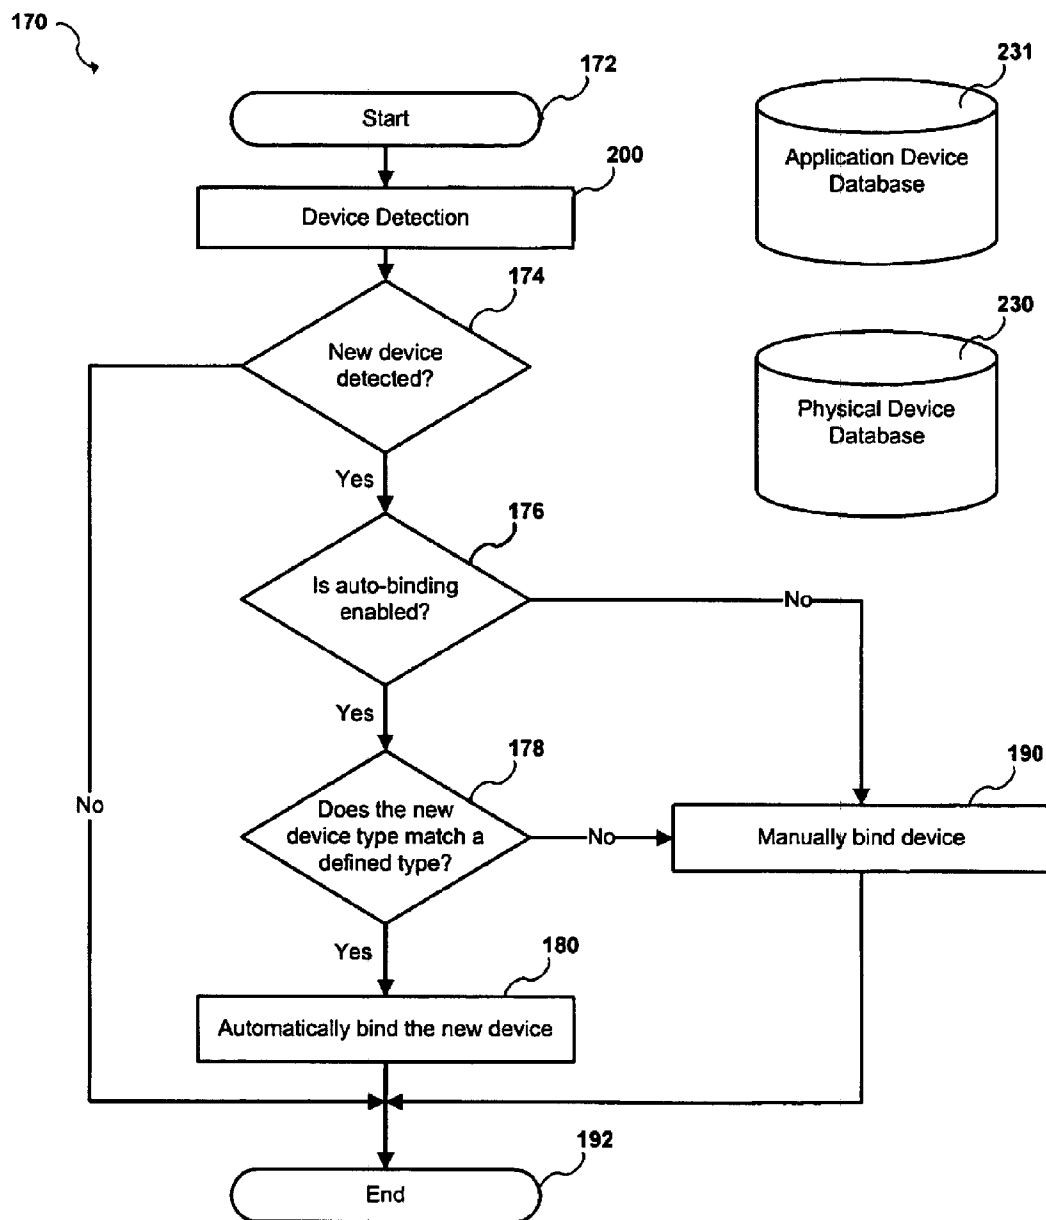 170
172
Start
200
Device Detection
231
Application Device
Database
174
New device
detected?
230
Physical Device
Database
Yes
176
Is auto-binding
enabled?
No
Yes
178
Does the new
device type match a
defined type?
No
No
190
Manually bind device
Yes
180
Automatically bind the new device
192
End